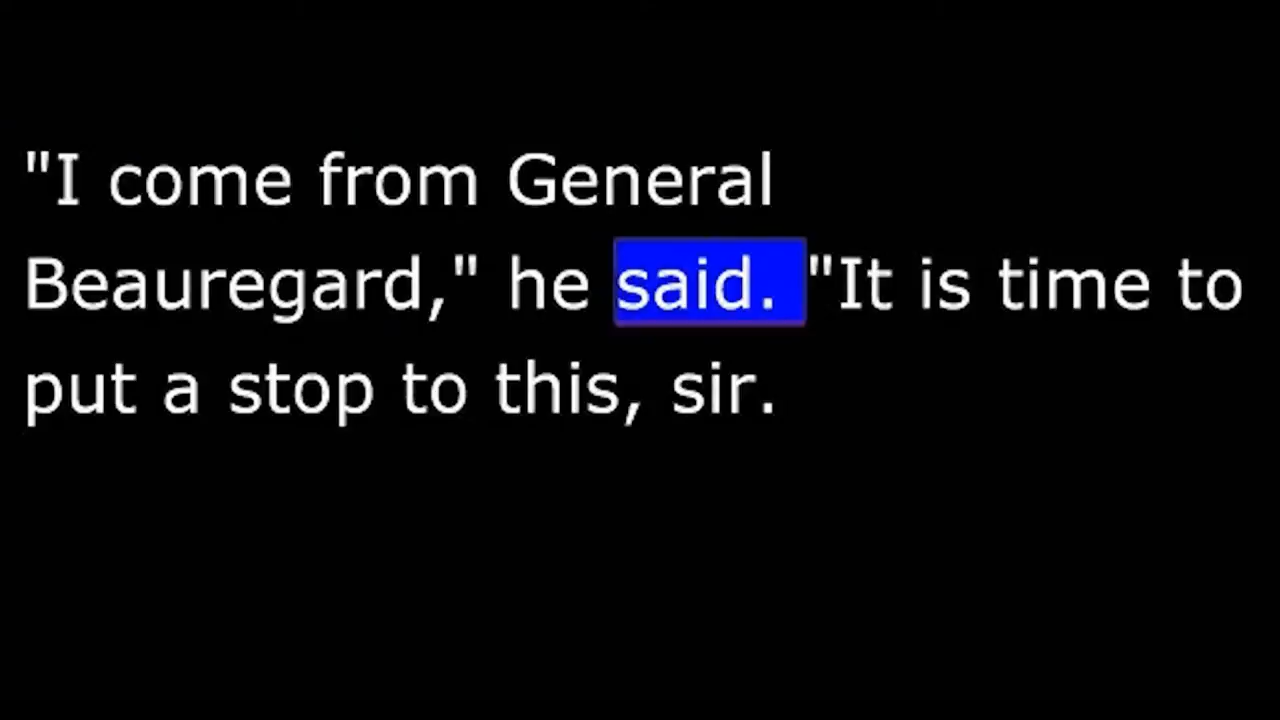 "I come from General
Beauregard," he said. "It is time to
put a stop to this, sir.